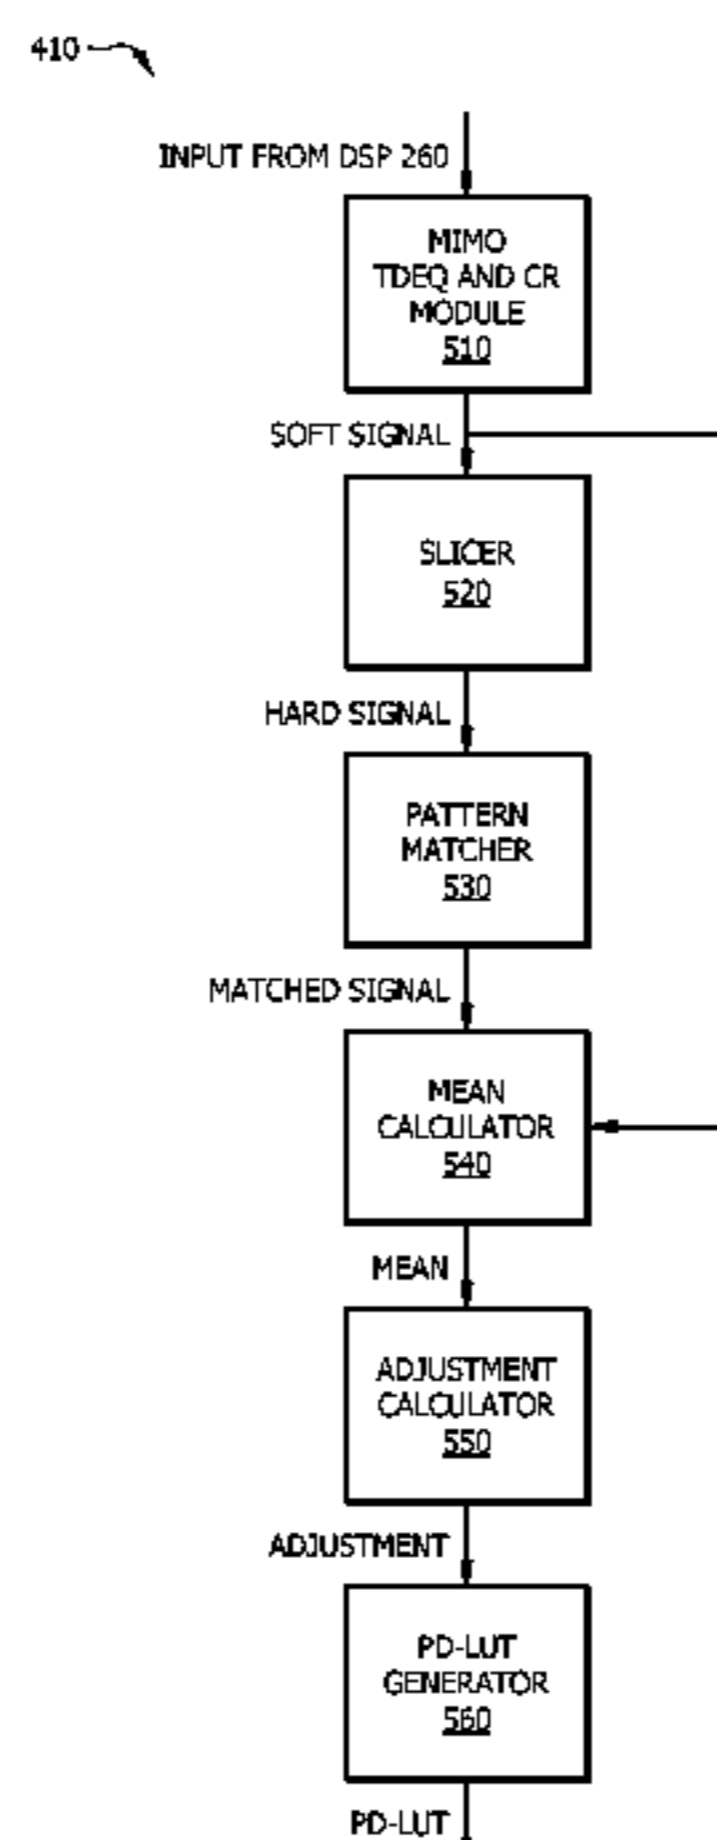 410
INPUT FROM DSP 260
MIMO
TDEQ AND CR
MODULE
510
SOFT SIGNAL
SLICER
520
HARD SIGNAL
PATTERN
MATCHER
530
MATCHED SIGNAL
MEAN
CALCULATOR
540
MEAN
ADJUSTMENT
CALCULATOR
550
ADJUSTMENT
PD-LUT
GENERATOR
560
PD-LUT